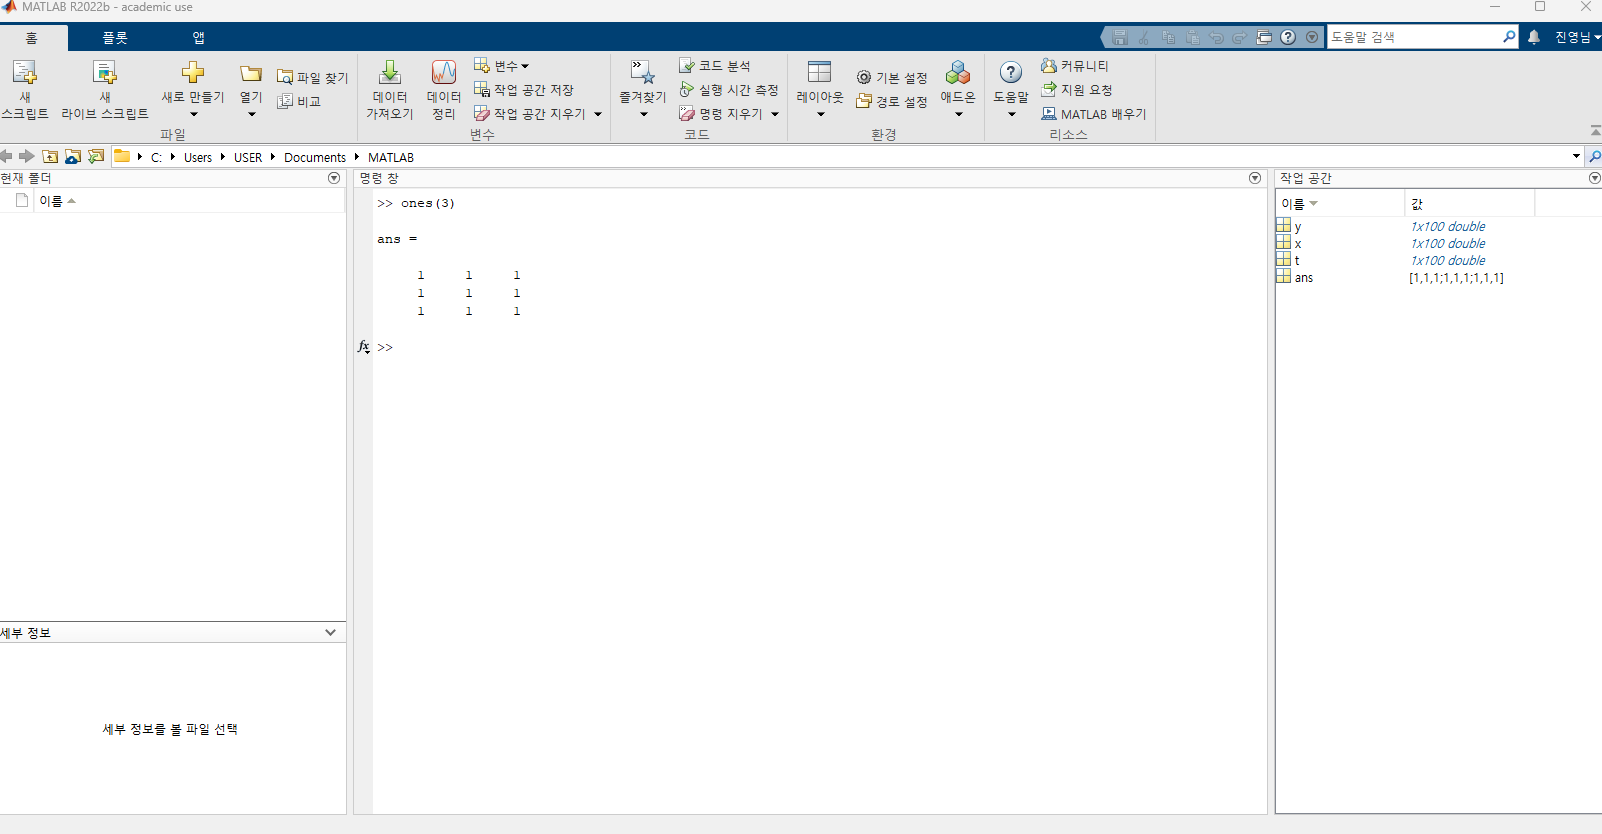 MATLAB R2022b - academic use
홈 플롯 앱
도움말 검색
진영님
새 스크립트
새 라이브 스크립트
새로 만들기
열기
파일 찾기
비교
파일
데이터 가져오기
데이터 정리
변수
작업 공간 저장
작업 공간 지우기
변수
즐겨찾기
코드 분석
실행 시간 측정
명령 지우기
코드
레이아웃
기본 설정
경로 설정
애드온
환경
도움말
커뮤니티
지원 요청
MATLAB 배우기
리소스
C: Users USER Documents MATLAB
현재 폴더
이름
세부 정보
세부 정보를 볼 파일 선택
명령 창
>> ones(3)
ans =
1 1 1
1 1 1
1 1 1
fx >>
작업 공간
이름 값
y 1x100 double
x 1x100 double
t 1x100 double
ans [1,1,1;1,1,1;1,1,1]